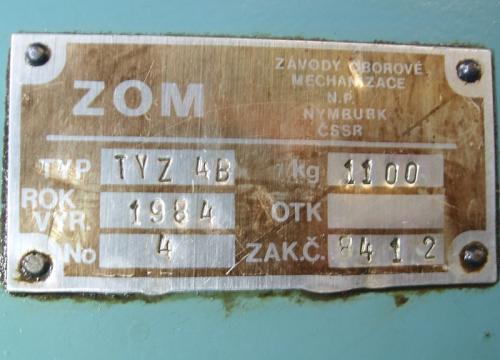 ZÁVODY OBOROVÉ
MECHANIZACE
N.P.
NYMBURK
ČSSR
ZOM
TYP TYZ 4B kg 1100
ROK VÝR. 1984 OTK
No 4 ZAK.Č. 8412